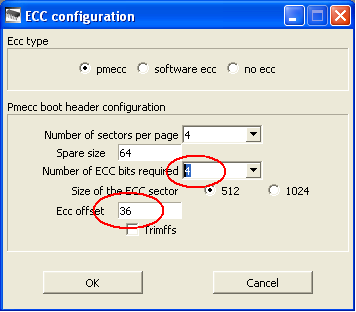 ECC configuration
Ecc type
pmecc software ecc no ecc
Pmecc boot header configuration
Number of sectors per page 4
Spare size 64
Number of ECC bits required 4
Size of the ECC sector 512 1024
Ecc offset 36
Trimffs
OK Cancel